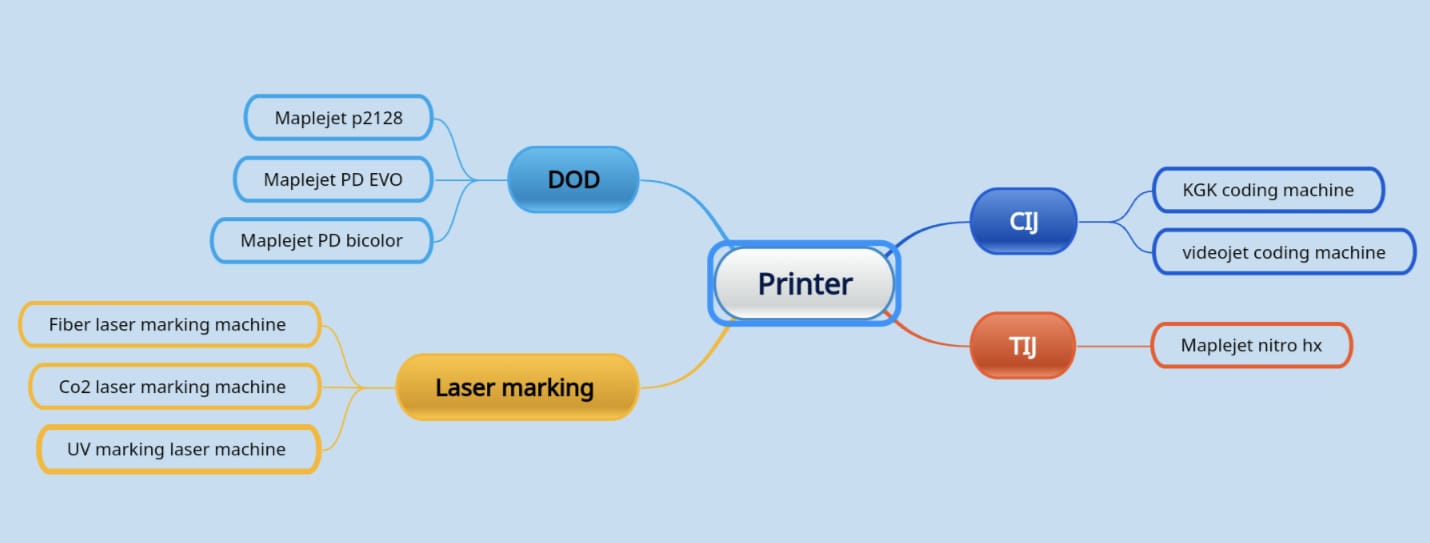 Maplejet p2128
Maplejet PD EVO
Maplejet PD bicolor
DOD
Fiber laser marking machine
Co2 laser marking machine
UV marking laser machine
Laser marking
Printer
CIJ
KGK coding machine
videojet coding machine
TIJ
Maplejet nitro hx